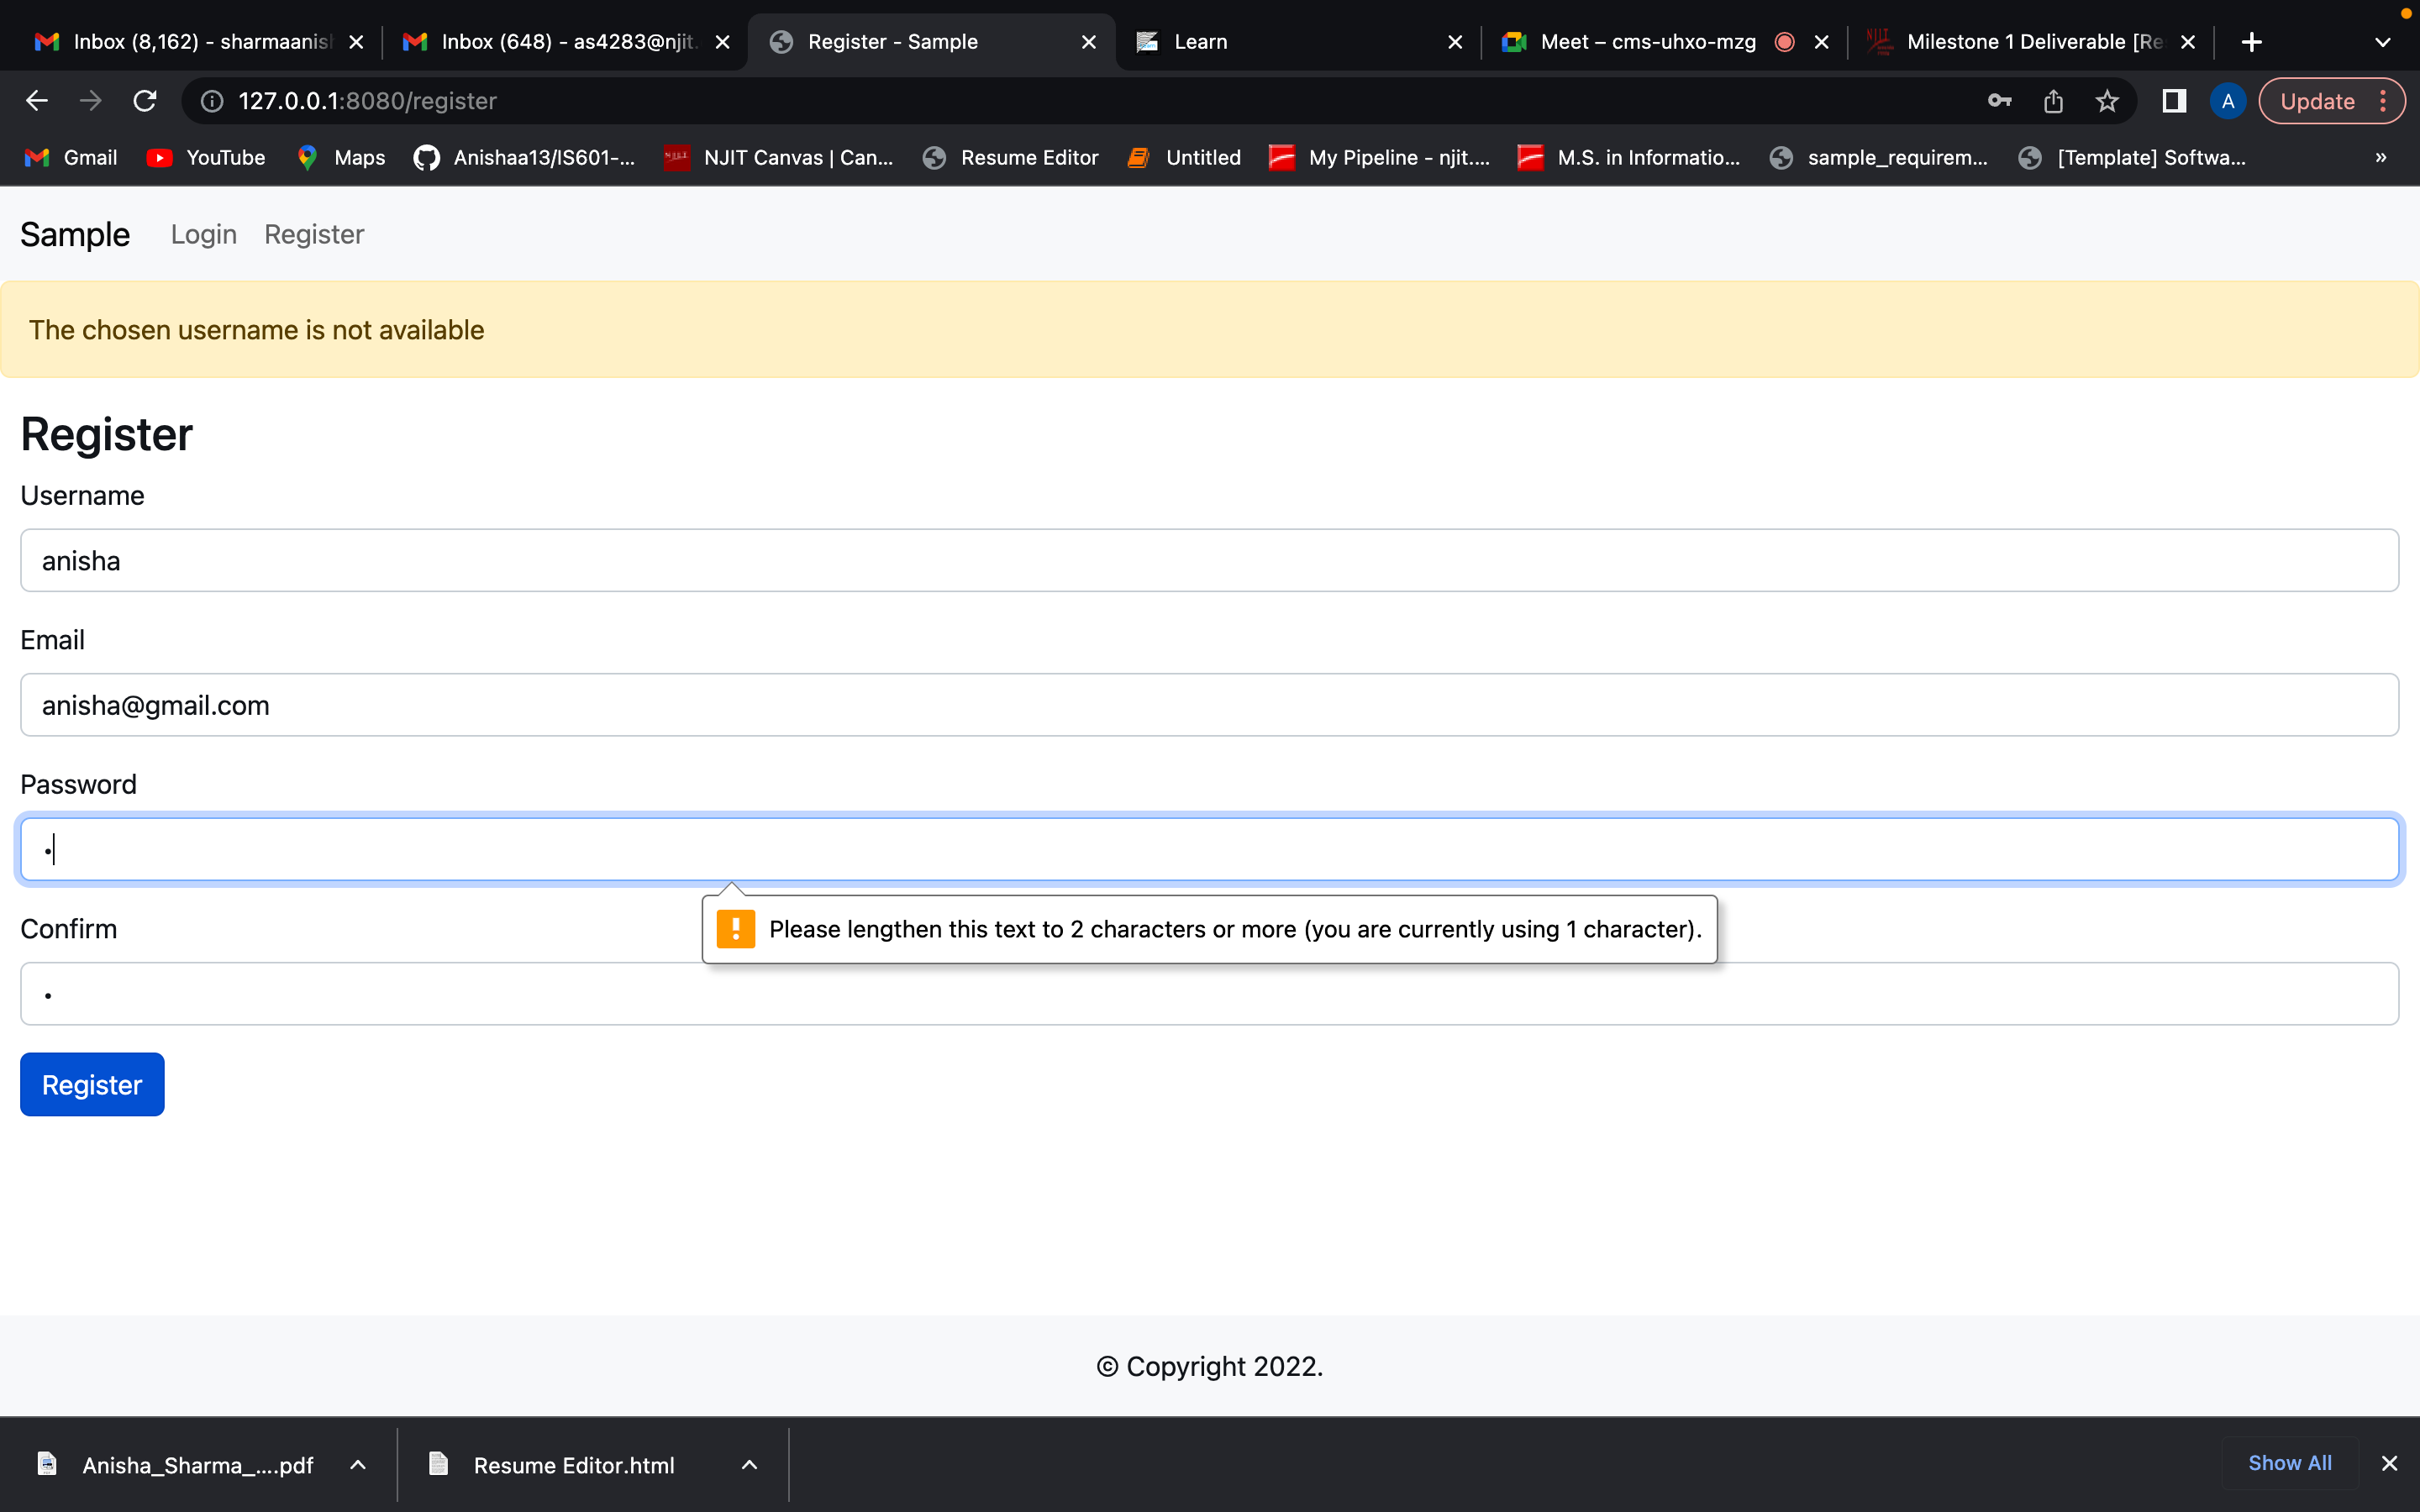 Inbox (8,162) - sharmaanish
Inbox (648) - as4283@njit.
Register - Sample
Learn
Meet – cms-uhxo-mzg
Milestone 1 Deliverable [Re
127.0.0.1:8080/register
A
Update
Gmail
YouTube
Maps
Anishaa13/IS601-...
NJIT Canvas | Can...
Resume Editor
Untitled
My Pipeline - njit....
M.S. in Informatio...
sample_requirem...
[Template] Softwa...
»
Sample
Login
Register
The chosen username is not available
Register
Username
anisha
Email
anisha@gmail.com
Password
Please lengthen this text to 2 characters or more (you are currently using 1 character).
Confirm
Register
© Copyright 2022.
Anisha_Sharma_....pdf
Resume Editor.html
Show All